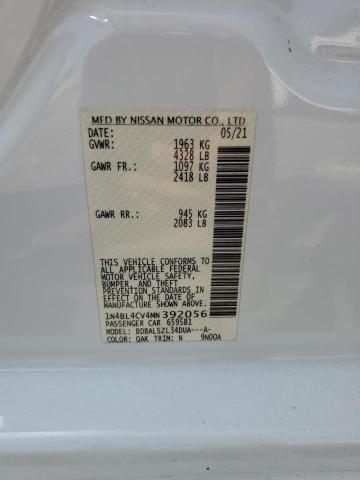 MFD BY NISSAN MOTOR CO., LTD
DATE: 05/21
GVWR: 1963 KG
4328 LB
GAWR FR: 1097 KG
2418 LB
GAWR RR: 945 KG
2083 LB
THIS VEHICLE CONFORMS TO
ALL APPLICABLE FEDERAL
MOTOR VEHICLE SAFETY,
BUMPER, AND THEFT
PREVENTION STANDARDS
IN EFFECT ON THE DATE OF
MANUFACTURE SHOWN ABOVE.
1N4BL4CV4MN392056
PASSENGER CAR 659581
MODEL: BDBALSZL34DUA---A-
COLOR: QAK TRIM: N 9N00A